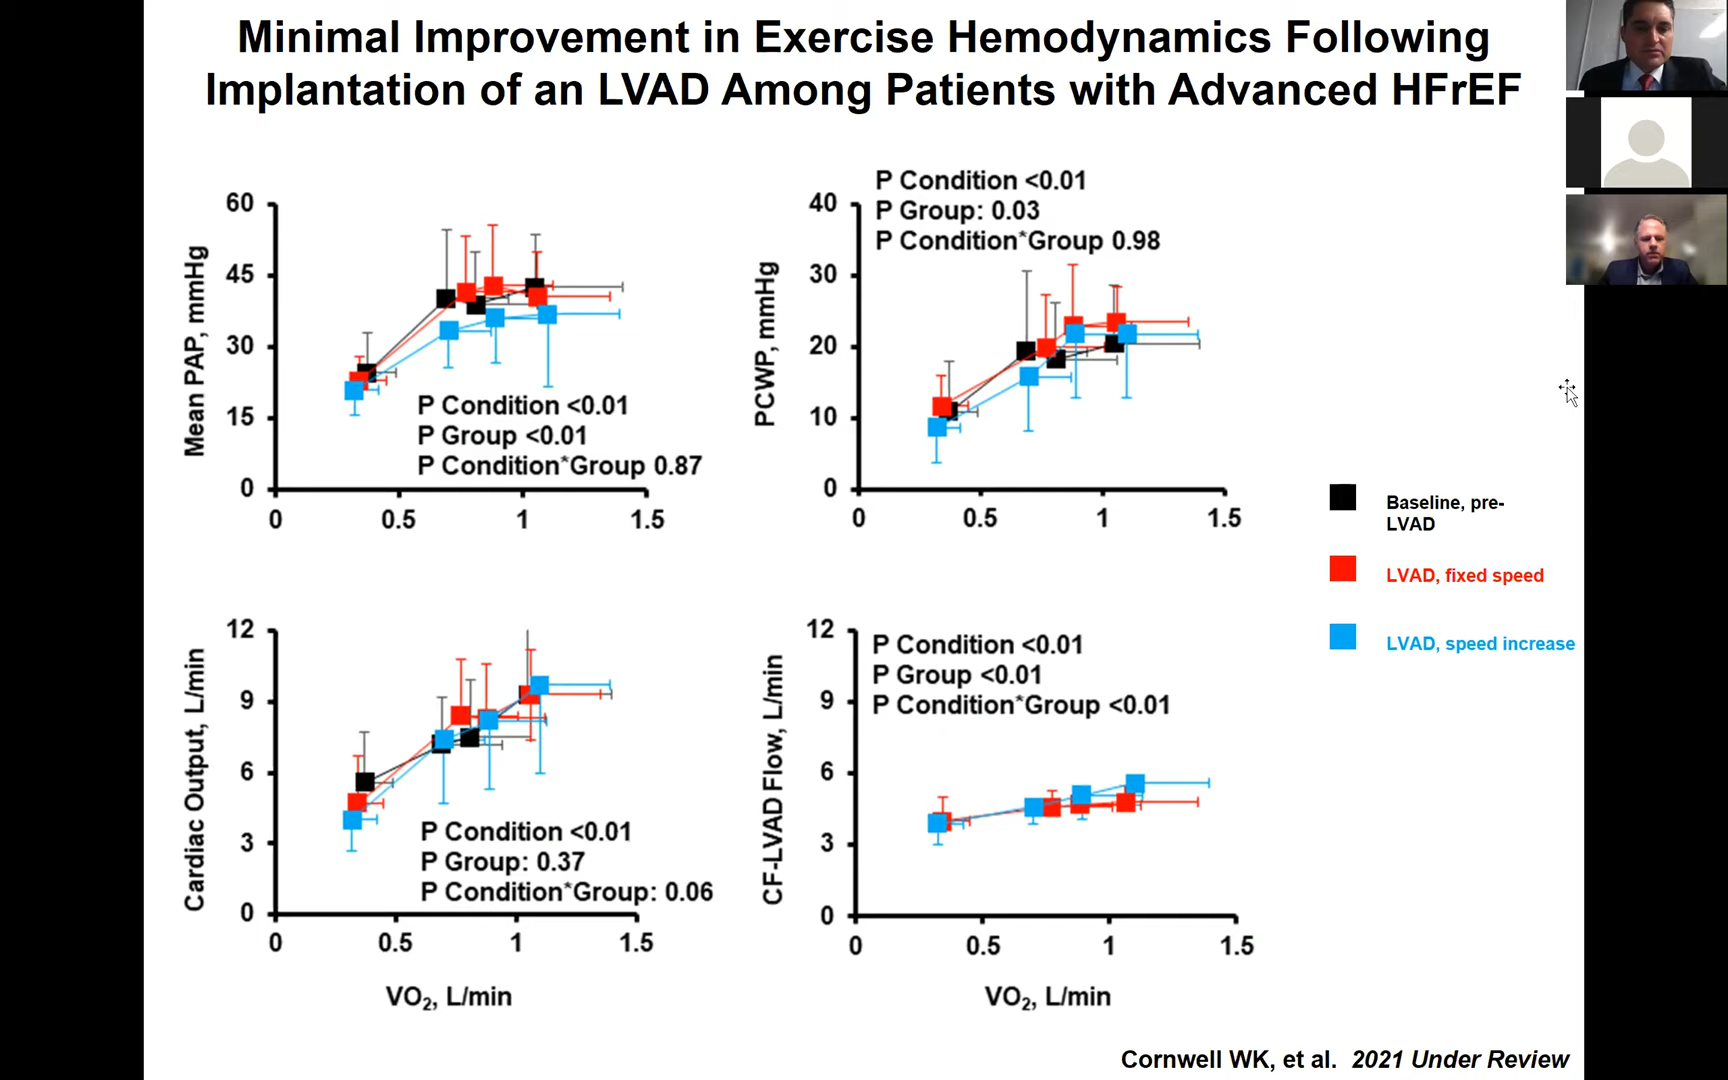 Minimal Improvement in Exercise Hemodynamics Following
Implantation of an LVAD Among Patients with Advanced HFrEF
Mean PAP, mmHg
60
45
30
15
0
0 0.5 1 1.5
P Condition <0.01
P Group <0.01
P Condition*Group 0.87
PCWP, mmHg
40
30
20
10
0
0 0.5 1 1.5
P Condition <0.01
P Group: 0.03
P Condition*Group 0.98
Baseline, pre-
LVAD
LVAD, fixed speed
LVAD, speed increase
Cardiac Output, L/min
12
9
6
3
0
0 0.5 1 1.5
P Condition <0.01
P Group: 0.37
P Condition*Group: 0.06
VO₂, L/min
CF-LVAD Flow, L/min
12
9
6
3
0
0 0.5 1 1.5
P Condition <0.01
P Group <0.01
P Condition*Group <0.01
VO₂, L/min
Cornwell WK, et al. 2021 Under Review